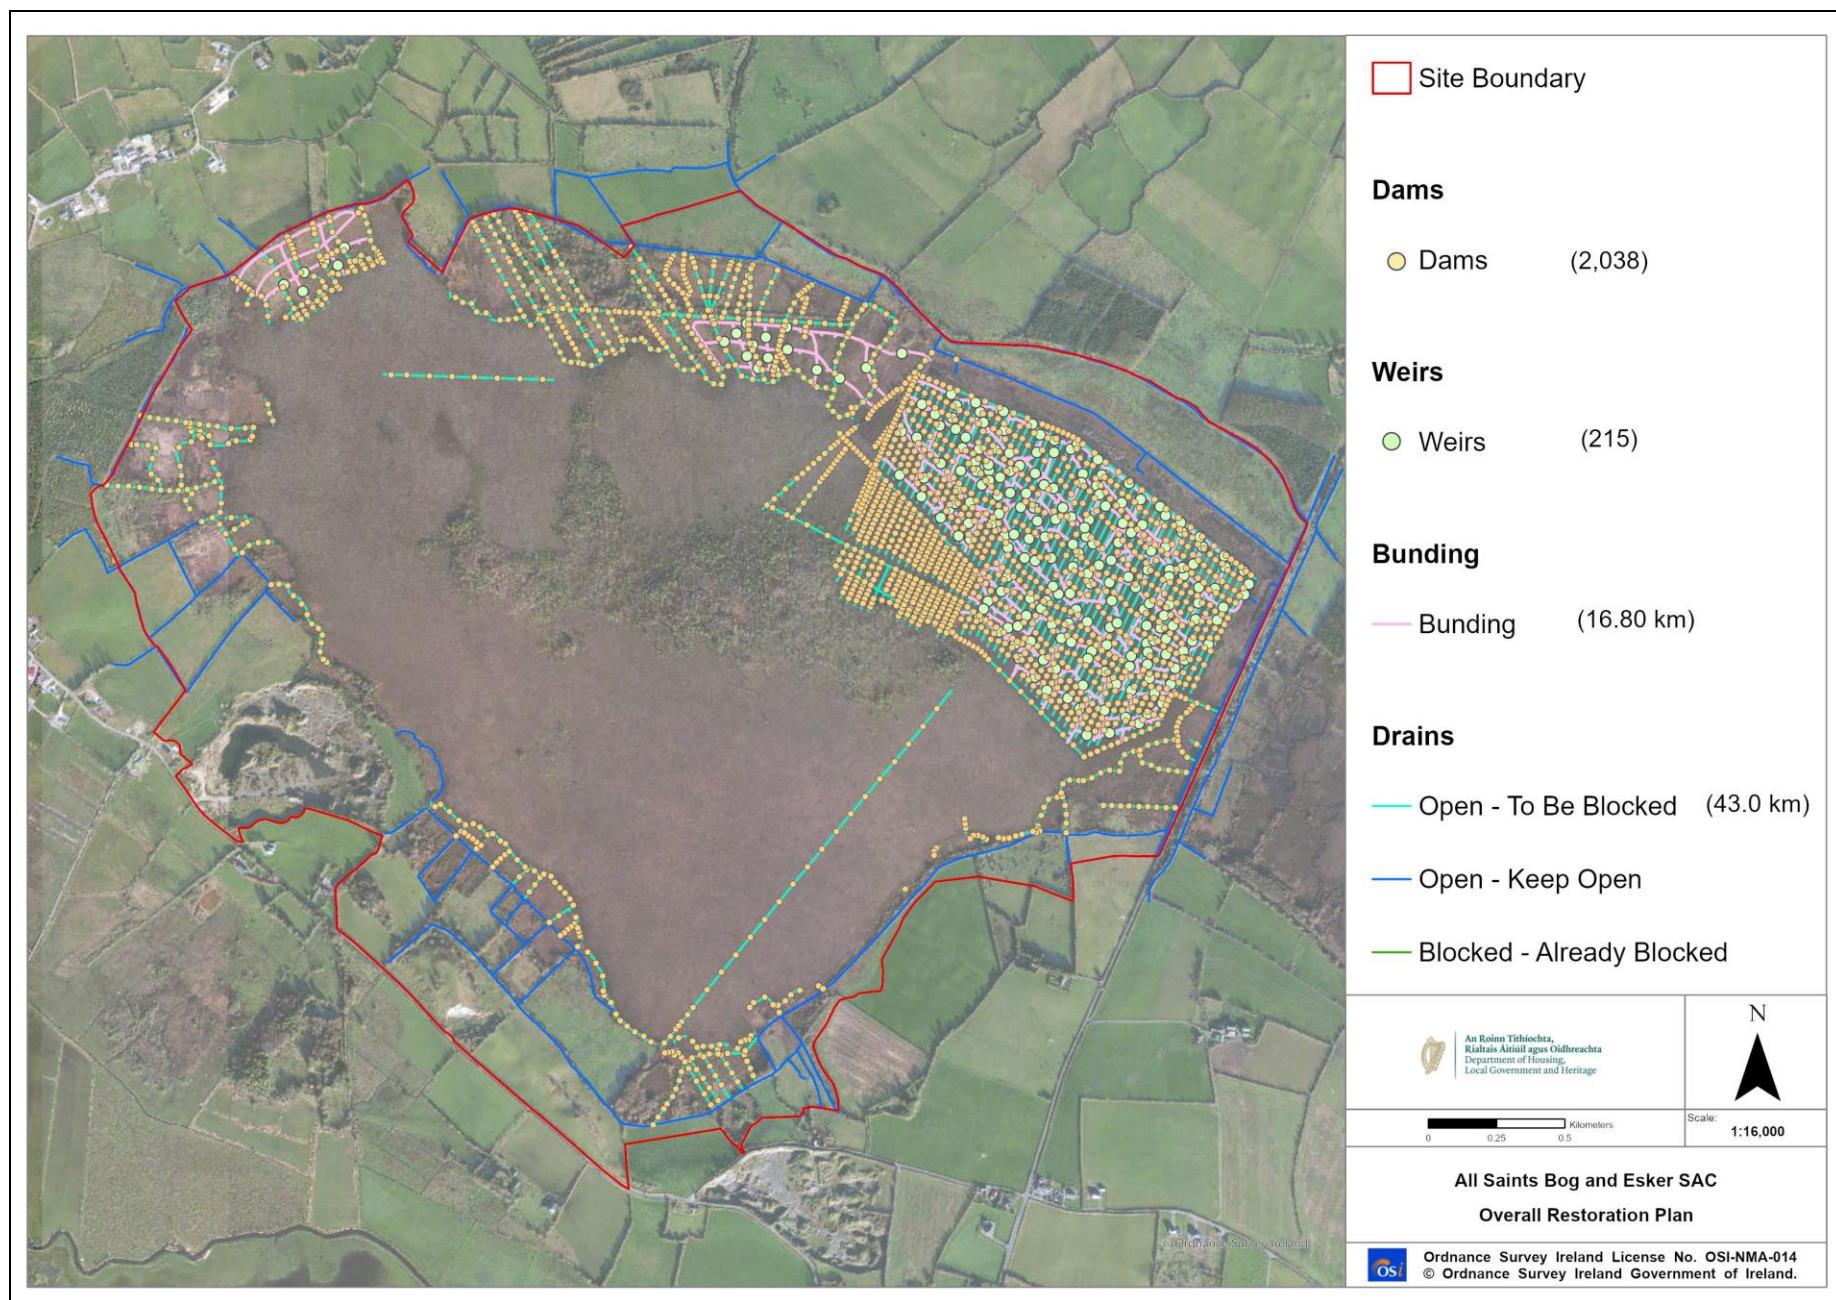 Site Boundary
Dams
Dams (2,038)
Weirs
Weirs (215)
Bunding
Bunding (16.80 km)
Drains
Open - To Be Blocked (43.0 km)
Open - Keep Open
Blocked - Already Blocked
An Roinn Tithíochta,
Rialtais Áitiúil agus Oidhreachta
Department of Housing,
Local Government and Heritage
N
Kilometers
0 0.25 0.5
Scale:
1:16,000
All Saints Bog and Esker SAC
Overall Restoration Plan
OSi
Ordnance Survey Ireland License No. OSI-NMA-014
© Ordnance Survey Ireland Government of Ireland.
© Ordnance Survey Ireland